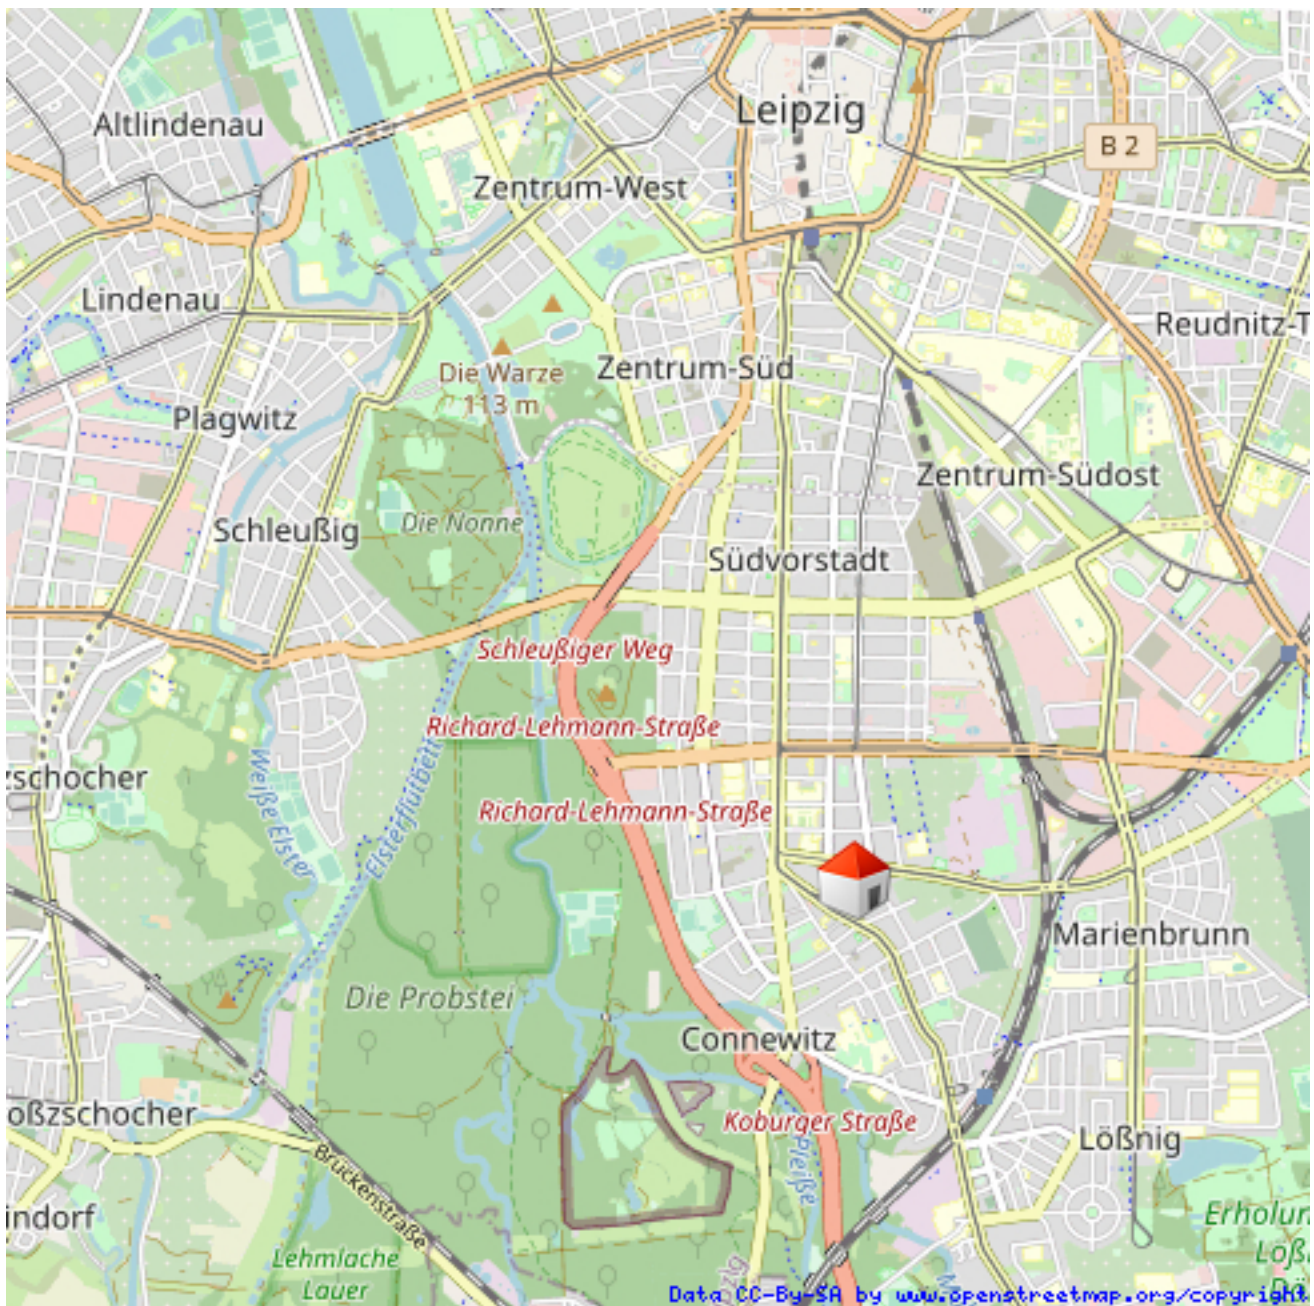 Leipzig
Altlindenau
B 2
Zentrum-West
Lindenau
Reudnitz-T
Die Warze
113 m
Zentrum-Süd
Plagwitz
Zentrum-Südost
Die Nonne
Schleußig
Südvorstadt
Schleußiger Weg
Richard-Lehmann-Straße
zschocher
Weiße Elster
Elsterflutbett
Richard-Lehmann-Straße
Marienbrunn
Die Probstei
Connewitz
oßzschocher
Koburger Straße
Pleiße
Lößnig
Brückenstraße
indorf
Erholun
Loß
Lehmlache
Lauer
zig
Data CC-By-SA by www.openstreetmap.org/copyright